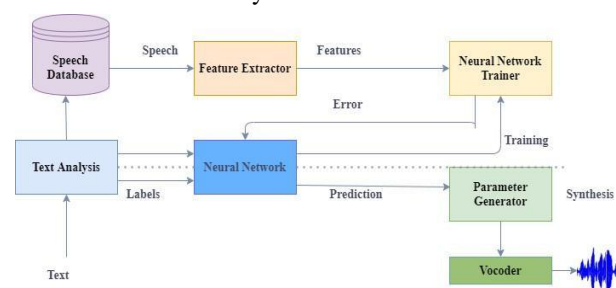 Speech
Database
Speech
Feature Extractor
Features
Neural Network
Trainer
Error
Training
Text Analysis
Neural Network
Labels
Prediction
Parameter
Generator
Synthesis
Text
Vocoder